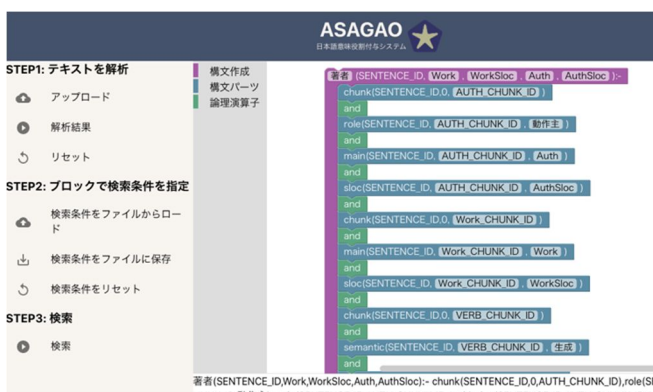 ASAGAO
日本語意味役割付与システム
STEP1: テキストを解析
アップロード
解析結果
リセット
STEP2: ブロックで検索条件を指定
検索条件をファイルからロード
検索条件をファイルに保存
検索条件をリセット
STEP3: 検索
検索
構文作成
構文パーツ
論理演算子
著者 (SENTENCE_ID, Work , WorkSloc , Auth , AuthSloc ):-
chunk(SENTENCE_ID,0, AUTH_CHUNK_ID )
and
role(SENTENCE_ID, AUTH_CHUNK_ID , 動作主 )
and
main(SENTENCE_ID, AUTH_CHUNK_ID , Auth )
and
sloc(SENTENCE_ID, AUTH_CHUNK_ID , AuthSloc )
and
chunk(SENTENCE_ID,0, Work_CHUNK_ID )
and
main(SENTENCE_ID, Work_CHUNK_ID , Work )
and
sloc(SENTENCE_ID, Work_CHUNK_ID , WorkSloc )
and
chunk(SENTENCE_ID,0, VERB_CHUNK_ID )
and
semantic(SENTENCE_ID, VERB_CHUNK_ID , 生成 )
and
著者(SENTENCE_ID,Work,WorkSloc,Auth,AuthSloc):- chunk(SENTENCE_ID,0,AUTH_CHUNK_ID),role(S